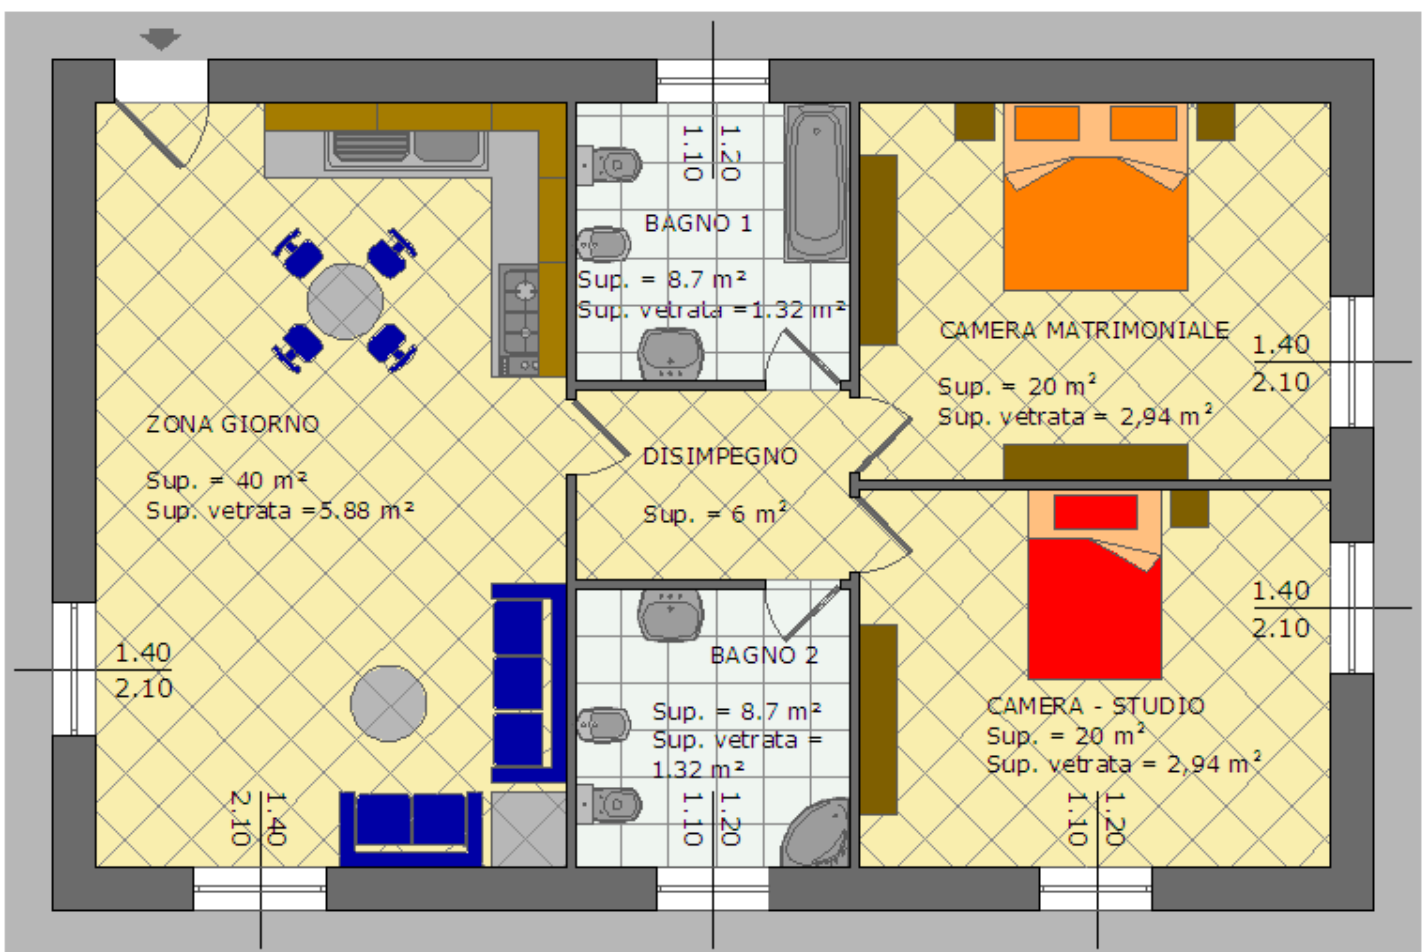 1.10
1.20
BAGNO 1
Sup. = 8.7 m²
Sup. vetrata =1.32 m²
CAMERA MATRIMONIALE
1.40
2.10
Sup. = 20 m²
Sup. vetrata = 2,94 m²
ZONA GIORNO
Sup. = 40 m²
Sup. vetrata =5.88 m²
DISIMPEGNO
Sup. = 6 m²
1.40
2.10
1.40
2.10
BAGNO 2
Sup. = 8.7 m²
Sup. vetrata =
1.32 m²
CAMERA - STUDIO
Sup. = 20 m²
Sup. vetrata = 2,94 m²
2.10
1.40
1.10
1.20
1.10
1.20